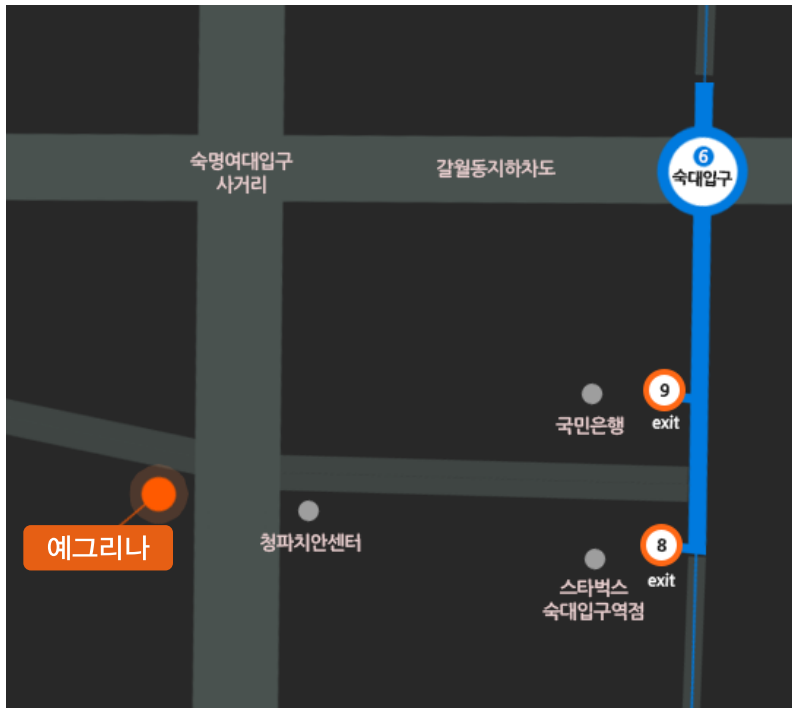 숙명여대입구
사거리
갈월동지하차도
6
숙대입구
9
exit
국민은행
청파치안센터
예그리나
8
exit
스타벅스
숙대입구역점